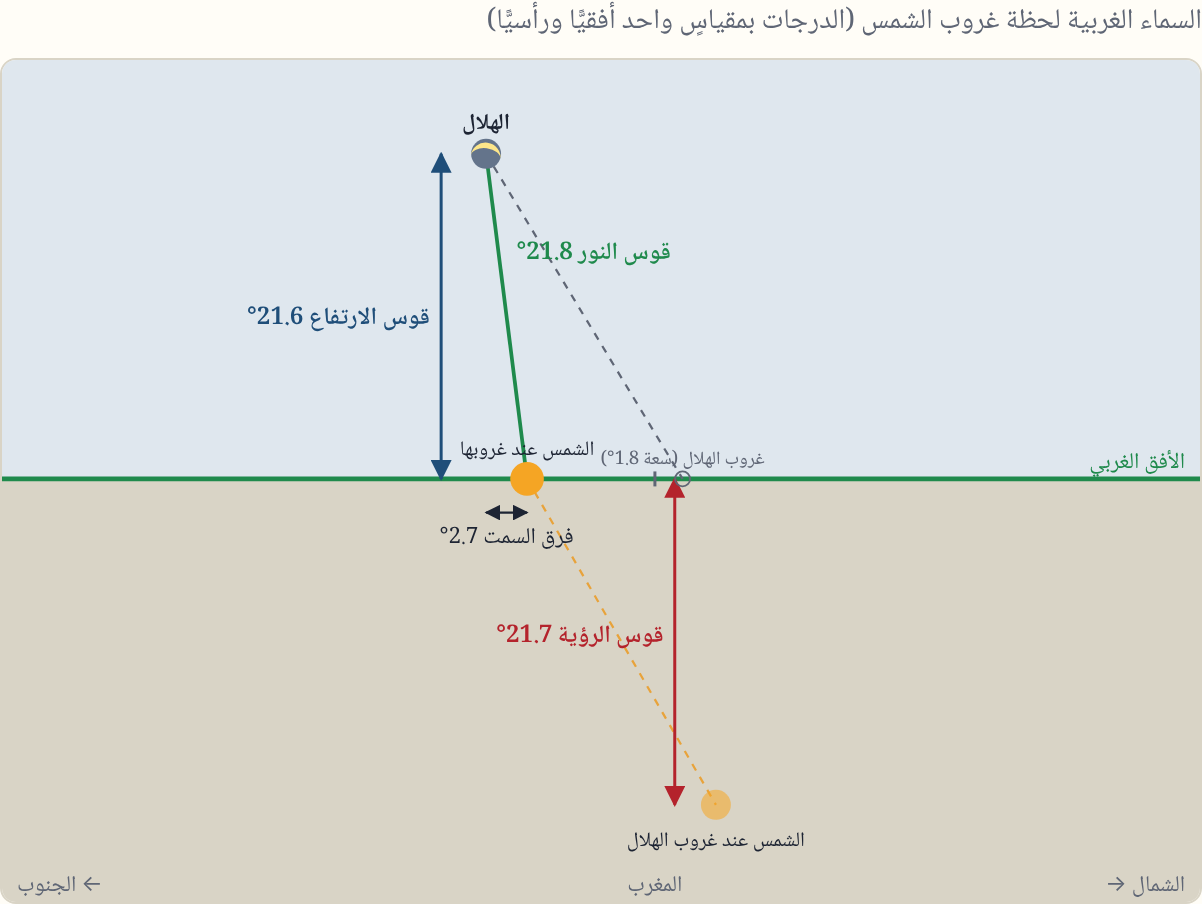 السماء الغربية لحظة غروب الشمس (الدرجات بمقياسٍ واحد أفقيًّا ورأسيًّا)
الهلال
قوس النور 21.8°
قوس الارتفاع 21.6°
الشمس عند غروبها
غروب الهلال (سعة 1.8°)
الأفق الغربي
فرق السمت 2.7°
قوس الرؤية 21.7°
الشمس عند غروب الهلال
الشمال →
المغرب
← الجنوب